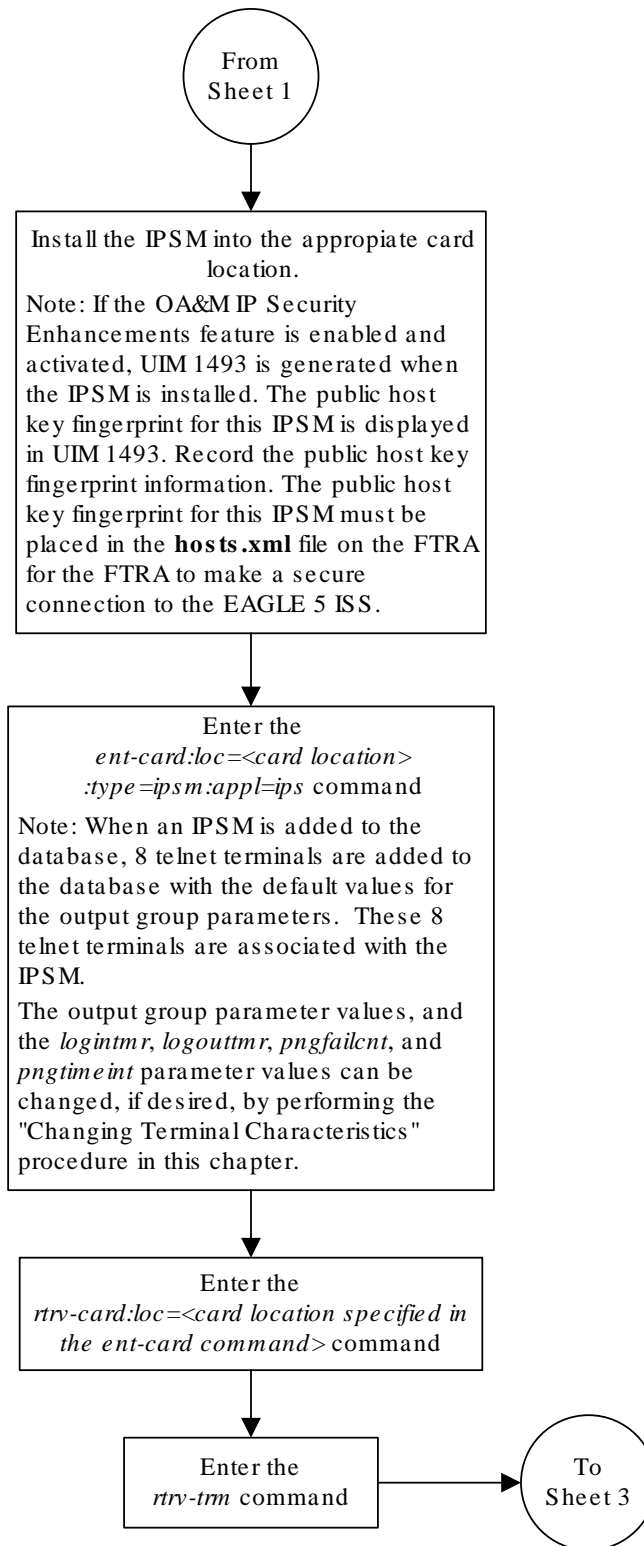 From
Sheet 1
Install the IPSM into the appropiate card
location.
Note: If the OA&M IP Security
Enhancements feature is enabled and
activated, UIM 1493 is generated when
the IPSM is installed. The public host
key fingerprint for this IPSM is displayed
in UIM 1493. Record the public host key
fingerprint information. The public host
key fingerprint for this IPSM must be
placed in the hosts.xml file on the FTRA
for the FTRA to make a secure
connection to the EAGLE 5 ISS.
Enter the
ent-card:loc=<card location>
:type=ipsm:appl=ips command
Note: When an IPSM is added to the
database, 8 telnet terminals are added to
the database with the default values for
the output group parameters. These 8
telnet terminals are associated with the
IPSM.
The output group parameter values, and
the logintmr, logouttmr, pngfailcnt, and
pngtimeint parameter values can be
changed, if desired, by performing the
"Changing Terminal Characteristics"
procedure in this chapter.
Enter the
rtrv-card:loc=<card location specified in
the ent-card command> command
Enter the
rtrv-trm command
To
Sheet 3